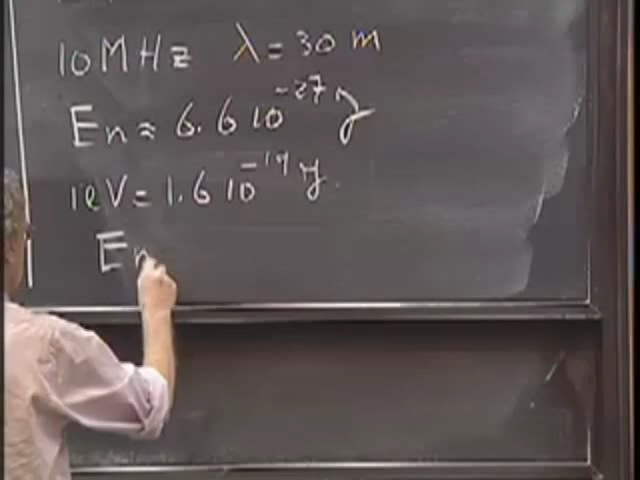 10 MHz λ = 30 m
En ≈ 6.6 10⁻²⁷ J
1 eV = 1.6 10⁻¹⁹ J.
En